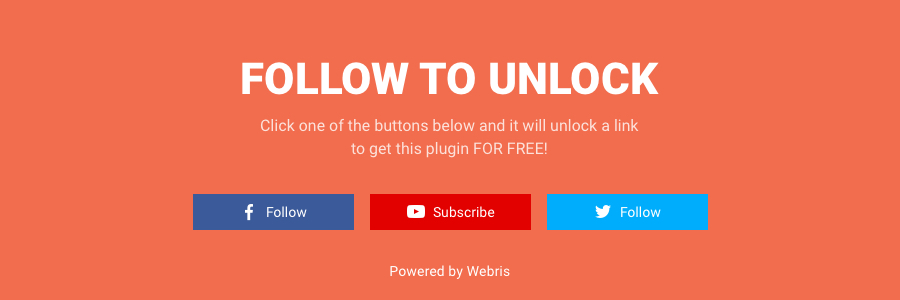 FOLLOW TO UNLOCK
Click one of the buttons below and it will unlock a link
to get this plugin FOR FREE!
Follow
Subscribe
Follow
Powered by Webris